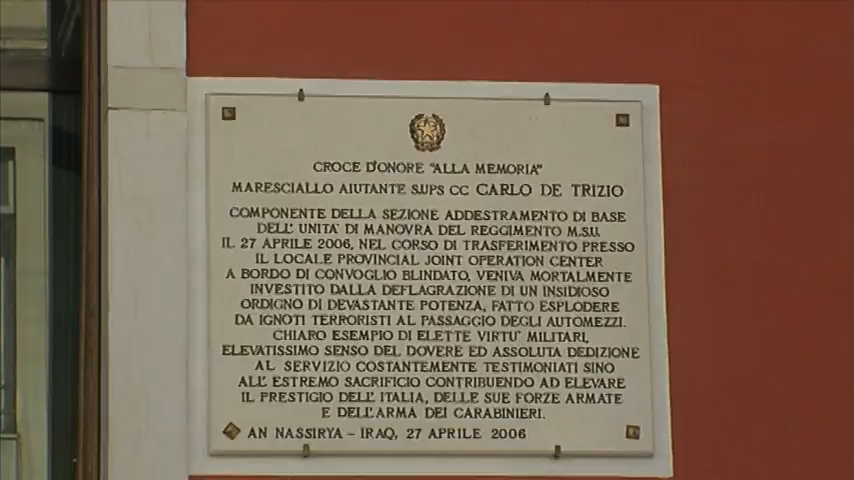 CROCE D'ONORE "ALLA MEMORIA"
MARESCIALLO AIUTANTE S.UPS CC CARLO DE TRIZIO
COMPONENTE DELLA SEZIONE ADDESTRAMENTO DI BASE
DELL' UNITA' DI MANOVRA DEL REGGIMENTO M.S.U.
IL 27 APRILE 2006, NEL CORSO DI TRASFERIMENTO PRESSO
IL LOCALE PROVINCIAL JOINT OPERATION CENTER
A BORDO DI CONVOGLIO BLINDATO, VENIVA MORTALMENTE
INVESTITO DALLA DEFLAGRAZIONE DI UN INSIDIOSO
ORDIGNO DI DEVASTANTE POTENZA, FATTO ESPLODERE
DA IGNOTI TERRORISTI AL PASSAGGIO DEGLI AUTOMEZZI.
CHIARO ESEMPIO DI ELETTE VIRTU' MILITARI,
ELEVATISSIMO SENSO DEL DOVERE ED ASSOLUTA DEDIZIONE
AL SERVIZIO COSTANTEMENTE TESTIMONIATI SINO
ALL' ESTREMO SACRIFICIO CONTRIBUENDO AD ELEVARE
IL PRESTIGIO DELL' ITALIA, DELLE SUE FORZE ARMATE
E DELL'ARMA DEI CARABINIERI.
AN NASSIRYA - IRAQ, 27 APRILE 2006